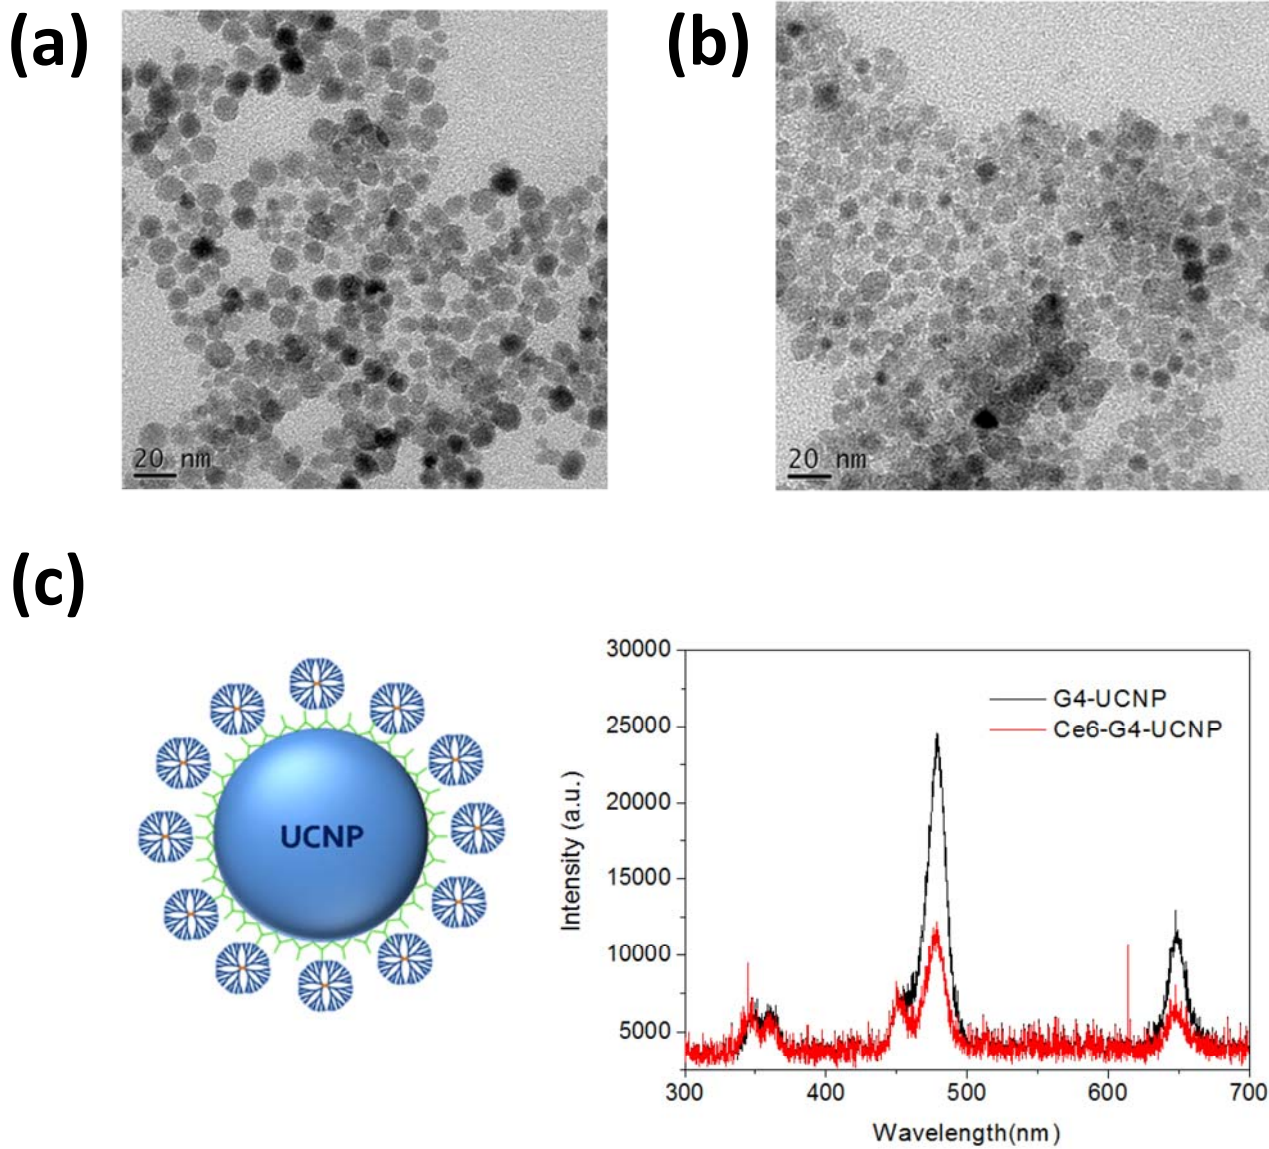 (a)
(b)
20 nm
20 nm
(c)
UCNP
30000
25000
20000
15000
10000
5000
Intensity (a.u.)
G4-UCNP
Ce6-G4-UCNP
300 400 500 600 700
Wavelength(nm)